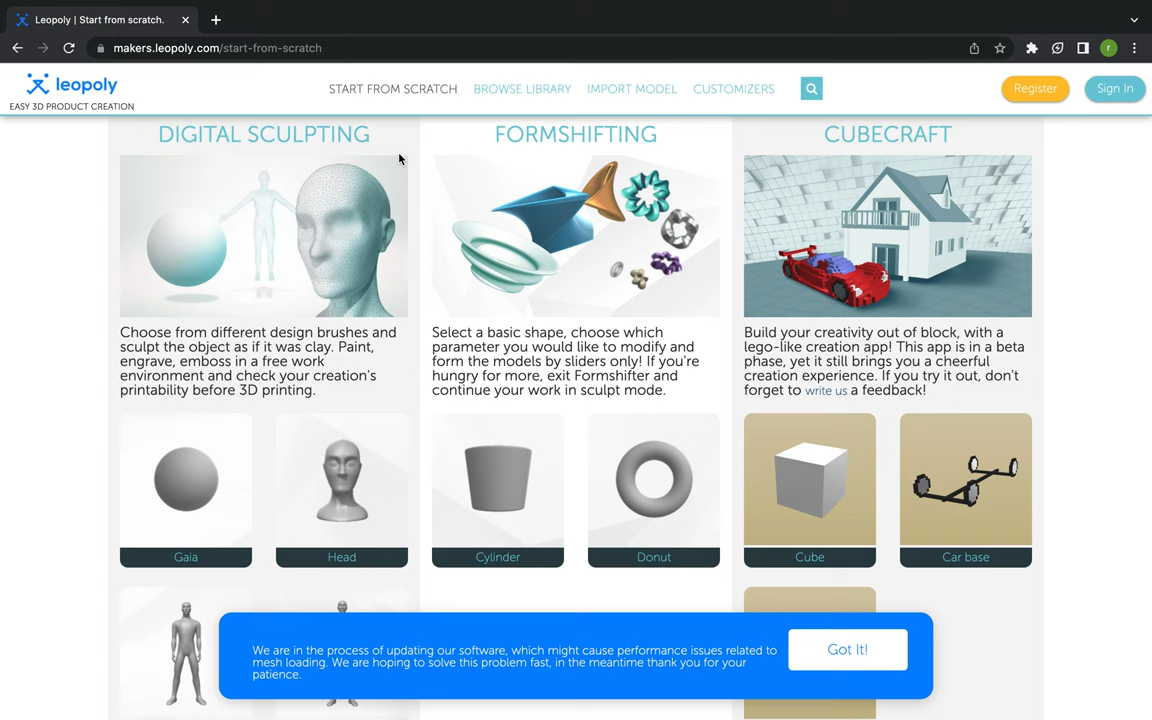 Leopoly | Start from scratch.
makers.leopoly.com/start-from-scratch
r
leopoly
EASY 3D PRODUCT CREATION
START FROM SCRATCH
BROWSE LIBRARY
IMPORT MODEL
CUSTOMIZERS
Register
Sign In
DIGITAL SCULPTING
Choose from different design brushes and
sculpt the object as if it was clay. Paint,
engrave, emboss in a free work
environment and check your creation's
printability before 3D printing.
Gaia
Head
FORMSHIFTING
Select a basic shape, choose which
parameter you would like to modify and
form the models by sliders only! If you're
hungry for more, exit Formshifter and
continue your work in sculpt mode.
Cylinder
Donut
CUBECRAFT
Build your creativity out of block, with a
lego-like creation app! This app is in a beta
phase, yet it still brings you a cheerful
creation experience. If you try it out, don't
forget to write us a feedback!
Cube
Car base
We are in the process of updating our software, which might cause performance issues related to
mesh loading. We are hoping to solve this problem fast, in the meantime thank you for your
patience.
Got It!